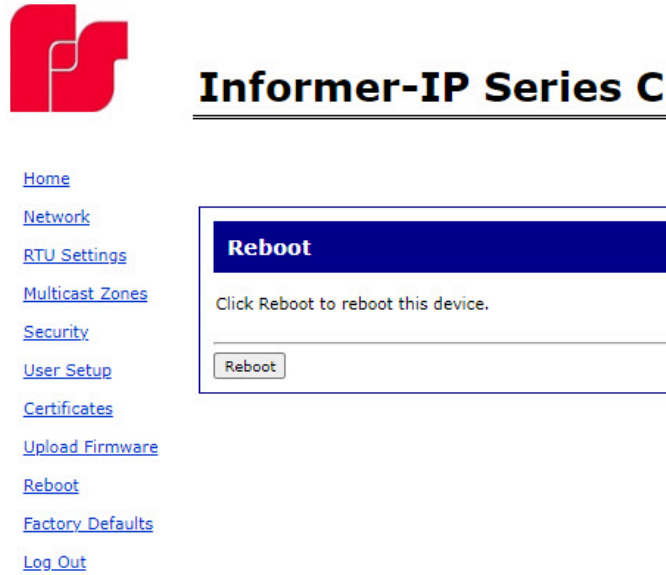 Informer-IP Series C
Home
Network
RTU Settings
Multicast Zones
Security
User Setup
Certificates
Upload Firmware
Reboot
Factory Defaults
Log Out
Reboot
Click Reboot to reboot this device.
Reboot